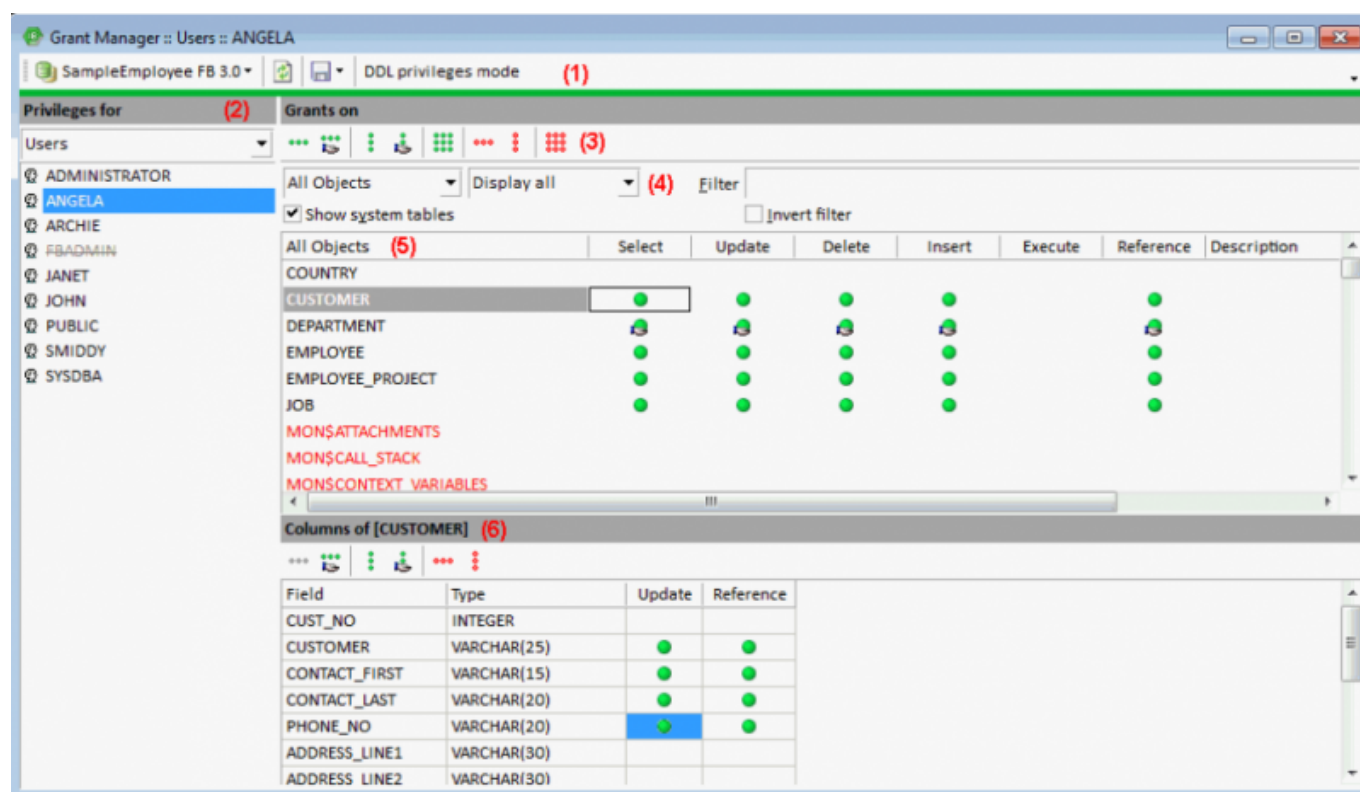 Grant Manager :: Users :: ANGELA
SampleEmployee FB 3.0 DDL privileges mode (1)
Privileges for (2) Grants on
Users (3)
All Objects Display all (4) Filter
Show system tables Invert filter
ADMINISTRATOR
ANGELA
ARCHIE
FBADMIN
JANET
JOHN
PUBLIC
SMIDDY
SYSDBA
All Objects (5) Select Update Delete Insert Execute Reference Description
COUNTRY
CUSTOMER
DEPARTMENT
EMPLOYEE
EMPLOYEE_PROJECT
JOB
MON$ATTACHMENTS
MON$CALL_STACK
MON$CONTEXT_VARIABLES
Columns of [CUSTOMER] (6)
Field Type Update Reference
CUST_NO INTEGER
CUSTOMER VARCHAR(25)
CONTACT_FIRST VARCHAR(15)
CONTACT_LAST VARCHAR(20)
PHONE_NO VARCHAR(20)
ADDRESS_LINE1 VARCHAR(30)
ADDRESS_LINE2 VARCHAR(30)